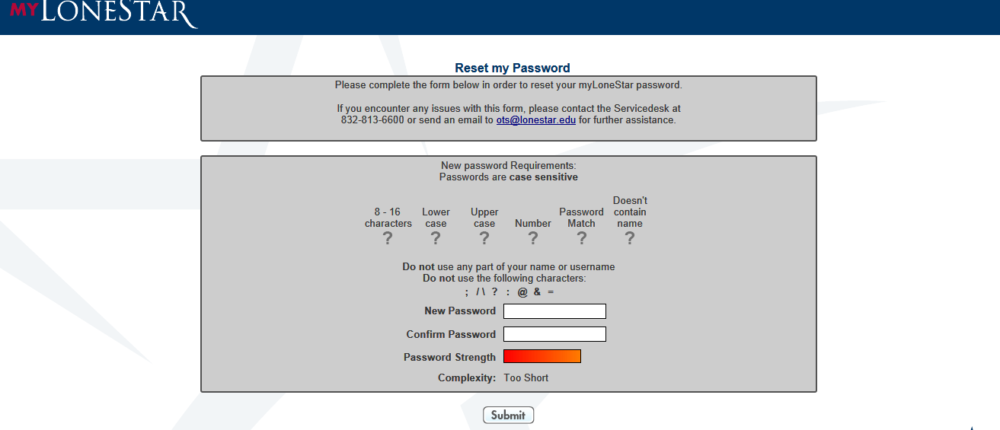 MYLONESTAR
Reset my Password
Please complete the form below in order to reset your myLoneStar password.
If you encounter any issues with this form, please contact the Servicedesk at
832-813-6600 or send an email to ots@lonestar.edu for further assistance.
New password Requirements:
Passwords are case sensitive
8 - 16 characters
Lower case
Upper case
Number
Password Match
Doesn't contain name
? ? ? ? ? ?
Do not use any part of your name or username
Do not use the following characters:
; / \ ? : @ & =
New Password
Confirm Password
Password Strength
Complexity: Too Short
Submit